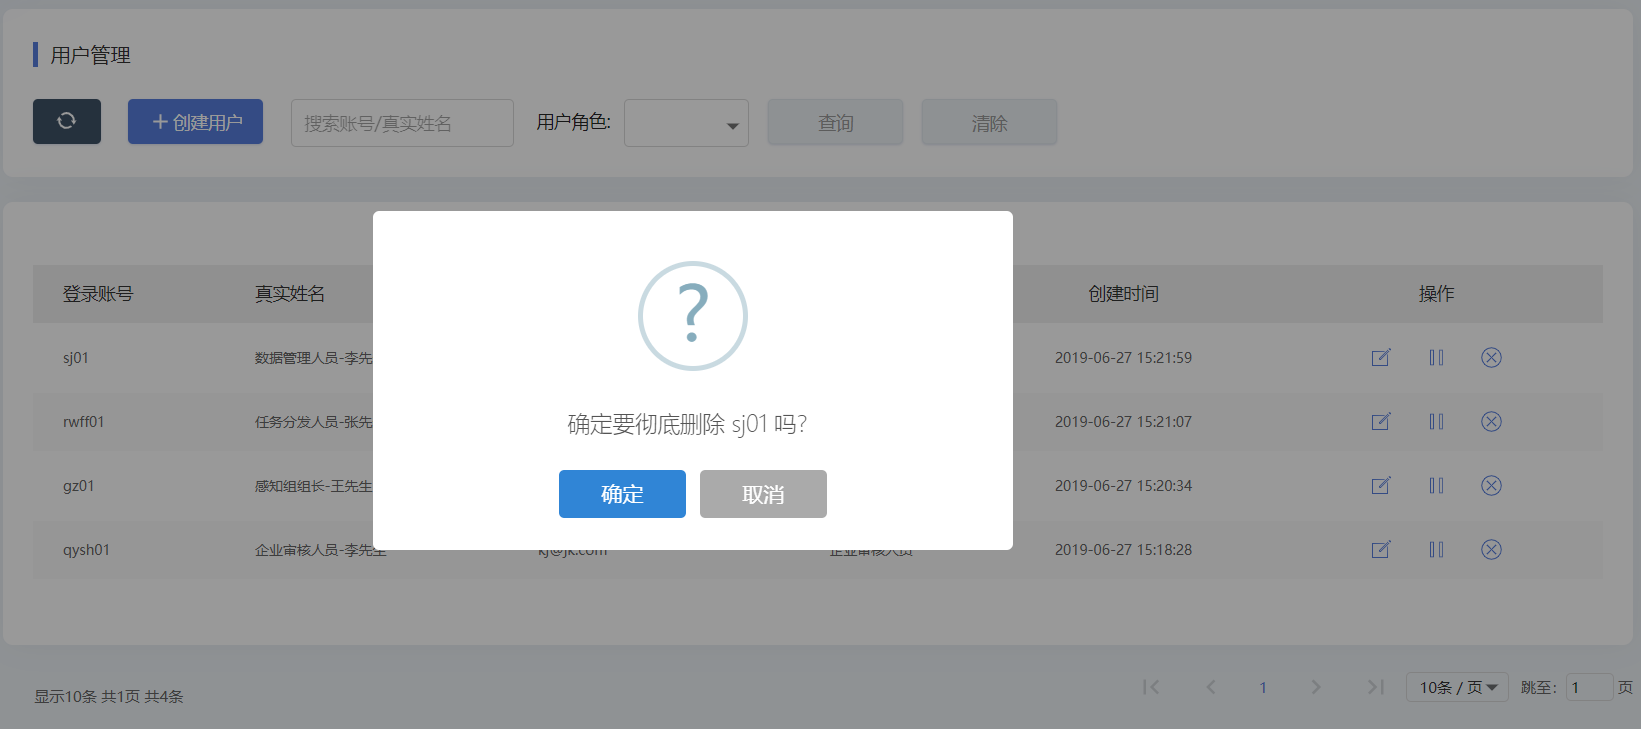 用户管理
创建用户 搜索账号/真实姓名 用户角色: 查询 清除
登录账号 真实姓名 创建时间 操作
sj01 数据管理人员-李先 2019-06-27 15:21:59
rwff01 任务分发人员-张先 2019-06-27 15:21:07
gz01 感知组组长-王先生 2019-06-27 15:20:34
qysh01 企业审核人员-李先生 kj@jk.com 企业审核人员 2019-06-27 15:18:28
?
确定要彻底删除 sj01 吗?
确定 取消
显示10条 共1页 共4条 1 10条 / 页 跳至: 1 页